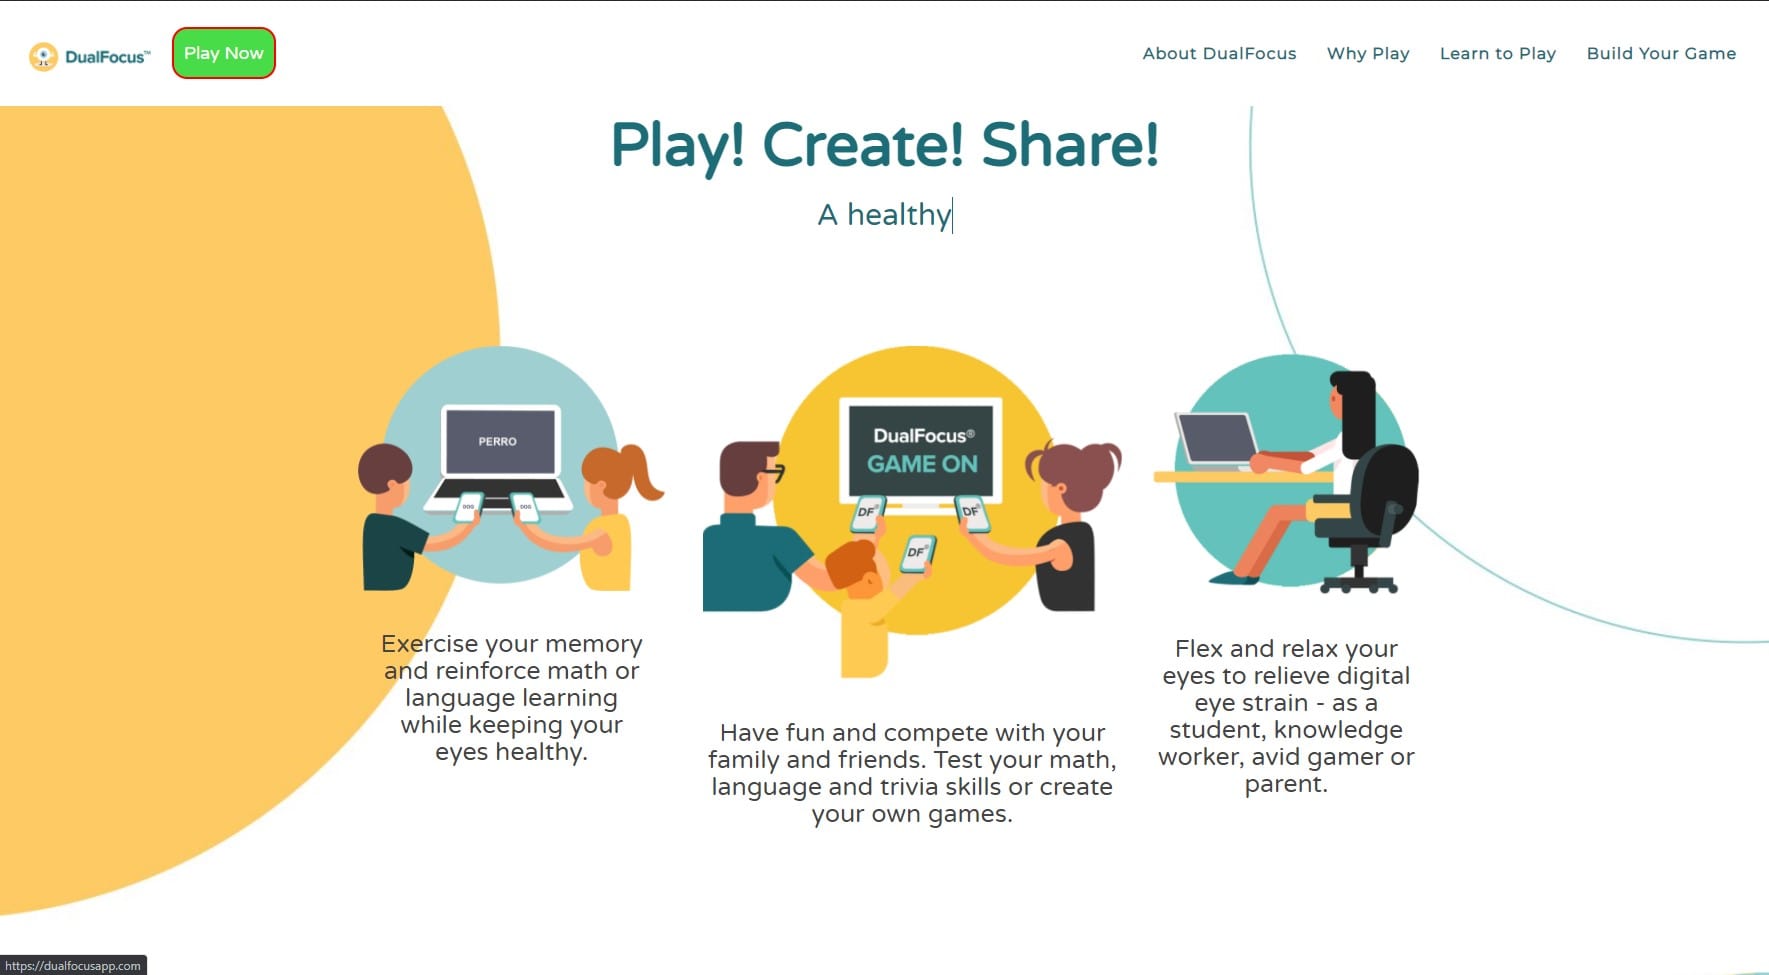 DualFocus™
Play Now
About DualFocus
Why Play
Learn to Play
Build Your Game
Play! Create! Share!
A healthy
PERRO
DOG
DOG
DualFocus®
GAME ON
DF®
DF®
DF®
Exercise your memory
and reinforce math or
language learning
while keeping your
eyes healthy.
Have fun and compete with your
family and friends. Test your math,
language and trivia skills or create
your own games.
Flex and relax your
eyes to relieve digital
eye strain - as a
student, knowledge
worker, avid gamer or
parent.
https://dualfocusapp.com